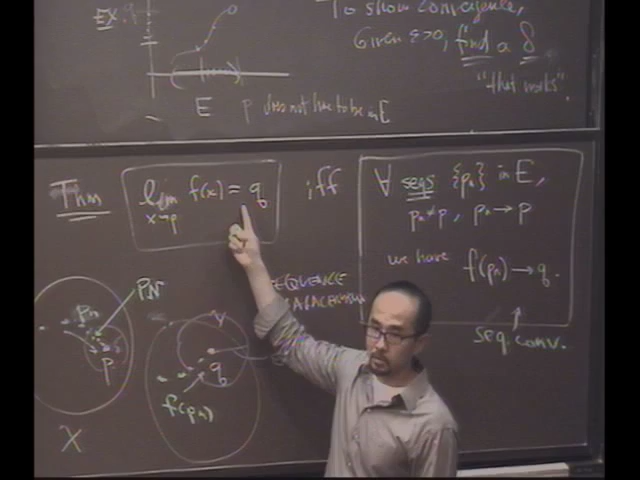 To show convergence,
Ex. q
Given ε>0, find a δ
"that works".
E p does not have to be in E
Thm lim f(x) = q iff
x→p
∀ seqs {pₙ} in E,
pₙ≠p, pₙ→p
we have f(pₙ)→q.
seq. conv.
SEQUENCE
pₙ
p_N
p
q
f(pₙ)
X